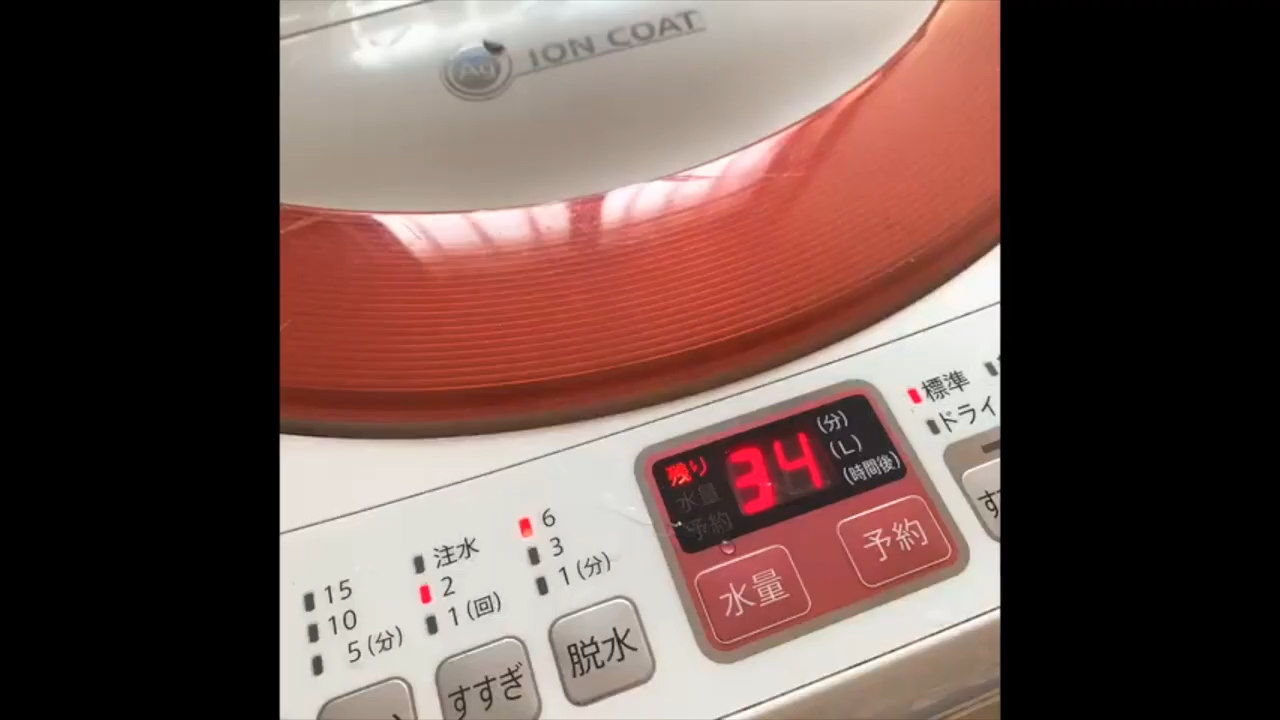 Ag ION COAT
標準
ドライ
残り 34 (分)
水量 (L)
予約 (時間後)
水量
予約
15
10
5(分)
注水
2
1(回)
6
3
1(分)
すすぎ
脱水
す